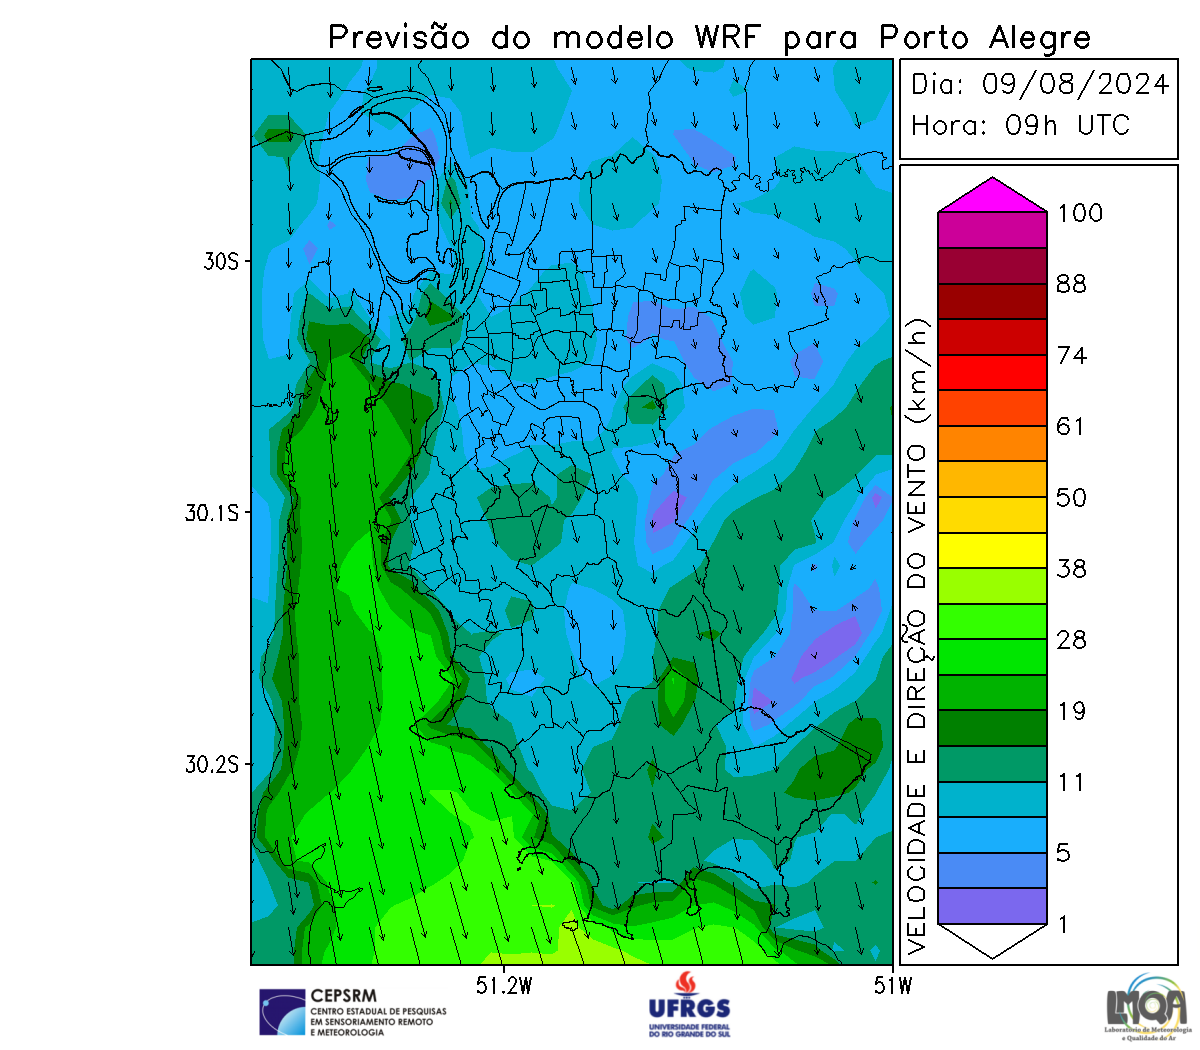 Previsão do modelo WRF para Porto Alegre
Dia: 09/08/2024
Hora: 09h UTC
30S
30.1S
30.2S
51.2W
51W
VELOCIDADE E DIREÇÃO DO VENTO (km/h)
100
88
74
61
50
38
28
19
11
5
1
CEPSRM
CENTRO ESTADUAL DE PESQUISAS
EM SENSORIAMENTO REMOTO
E METEOROLOGIA
UFRGS
UNIVERSIDADE FEDERAL
DO RIO GRANDE DO SUL
LMQA
Laboratório de Meteorologia
e Qualidade do Ar